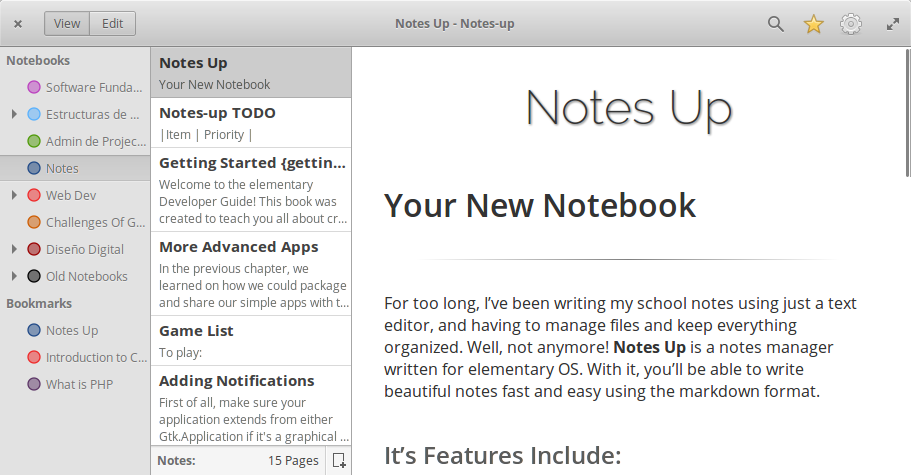 View Edit Notes Up - Notes-up
Notebooks
Software Funda...
Estructuras de ...
Admin de Projec...
Notes
Web Dev
Challenges Of G...
Diseño Digital
Old Notebooks
Bookmarks
Notes Up
Introduction to C...
What is PHP
Notes Up
Your New Notebook
Notes-up TODO
|Item | Priority |
Getting Started {gettin...
Welcome to the elementary
Developer Guide! This book was
created to teach you all about cr...
More Advanced Apps
In the previous chapter, we
learned on how we could package
and share our simple apps with t...
Game List
To play:
Adding Notifications
First of all, make sure your
application extends from either
Gtk.Application if it's a graphical ...
Notes: 15 Pages
Notes Up
Your New Notebook
For too long, I've been writing my school notes using just a text
editor, and having to manage files and keep everything
organized. Well, not anymore! Notes Up is a notes manager
written for elementary OS. With it, you'll be able to write
beautiful notes fast and easy using the markdown format.
It's Features Include: